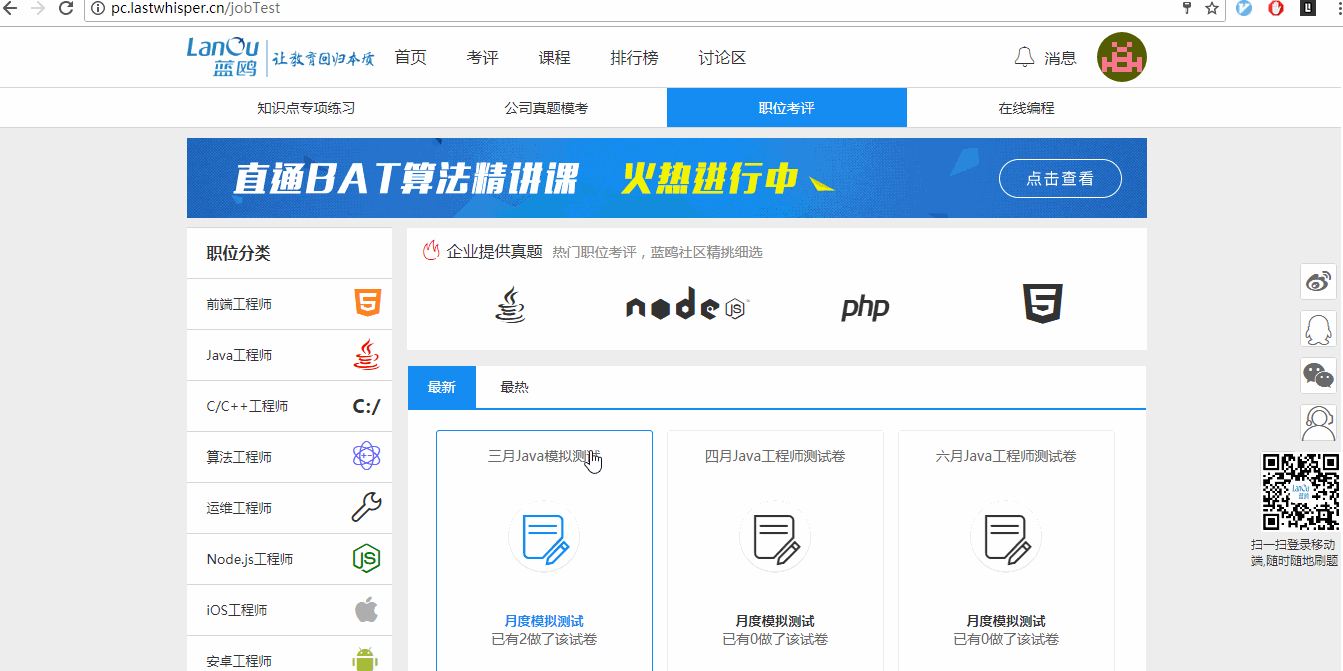 pc.lastwhisper.cn/jobTest
LanOu 蓝鸥 让教育回归本质 首页 考评 课程 排行榜 讨论区 消息
知识点专项练习 公司真题模考 职位考评 在线编程
直通BAT算法精讲课 火热进行中 点击查看
职位分类
前端工程师
Java工程师
C/C++工程师 C:/
算法工程师
运维工程师
Node.js工程师 JS
iOS工程师
安卓工程师
企业提供真题 热门职位考评，蓝鸥社区精挑细选
node JS php
最新 最热
三月Java模拟测试 四月Java工程师测试卷 六月Java工程师测试卷
月度模拟测试 月度模拟测试 月度模拟测试
已有2做了该试卷 已有0做了该试卷 已有0做了该试卷
LanOu
蓝鸥
扫一扫登录移动
端,随时随地刷题